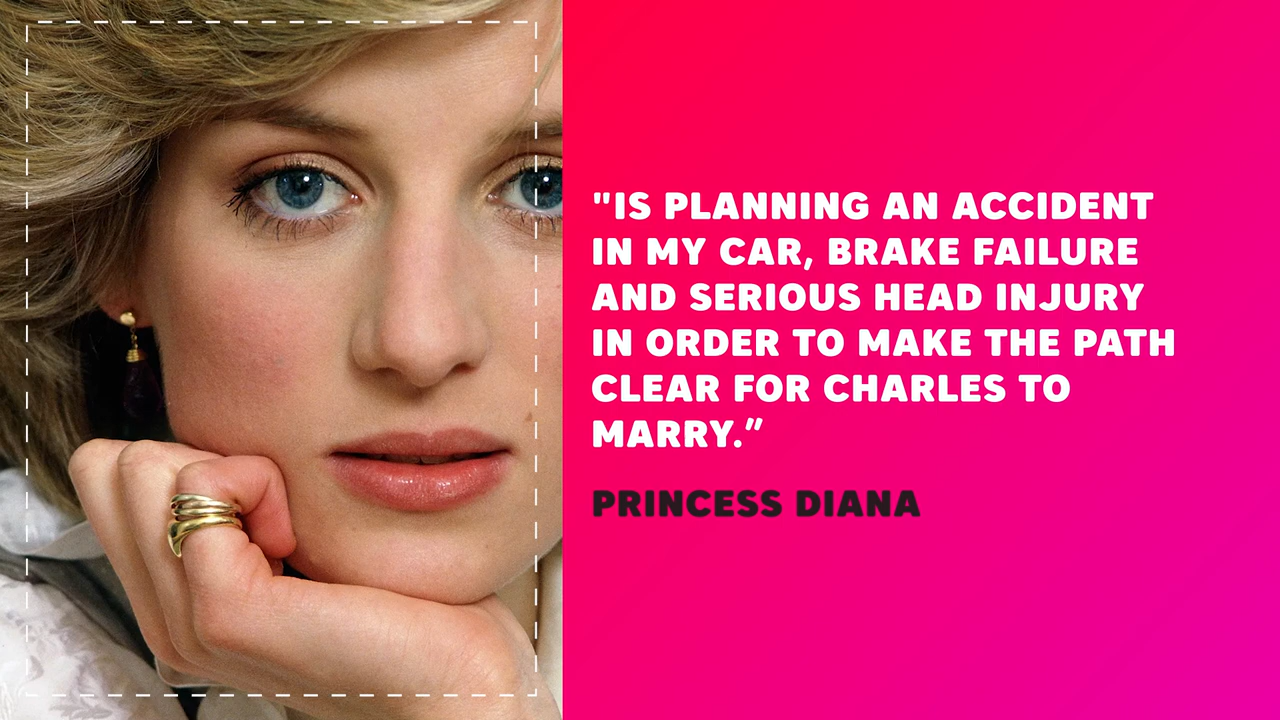 "IS PLANNING AN ACCIDENT
IN MY CAR, BRAKE FAILURE
AND SERIOUS HEAD INJURY
IN ORDER TO MAKE THE PATH
CLEAR FOR CHARLES TO
MARRY.”
PRINCESS DIANA